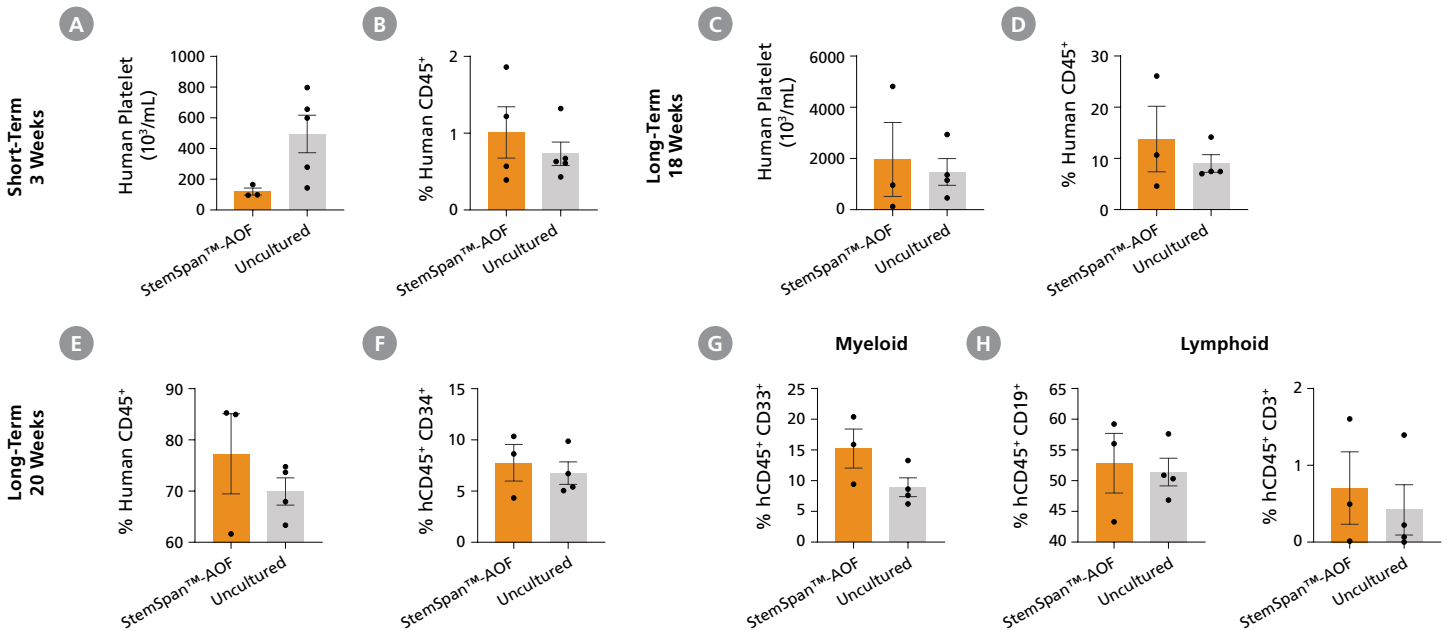 A
B
C
D
Short-Term
3 Weeks
Human Platelet
(10³/mL)
1000
800
600
400
200
0
StemSpan™-AOF
Uncultured
% Human CD45⁺
2
1
0
StemSpan™-AOF
Uncultured
Long-Term
18 Weeks
Human Platelet
(10³/mL)
6000
4000
2000
0
StemSpan™-AOF
Uncultured
% Human CD45⁺
30
20
10
0
StemSpan™-AOF
Uncultured
E
F
G
Myeloid
H
Lymphoid
Long-Term
20 Weeks
% Human CD45⁺
90
80
70
60
StemSpan™-AOF
Uncultured
% hCD45⁺ CD34⁺
15
10
5
0
StemSpan™-AOF
Uncultured
% hCD45⁺ CD33⁺
25
20
15
10
5
0
StemSpan™-AOF
Uncultured
% hCD45⁺ CD19⁺
65
60
55
50
45
40
StemSpan™-AOF
Uncultured
% hCD45⁺ CD3⁺
2
1
0
StemSpan™-AOF
Uncultured